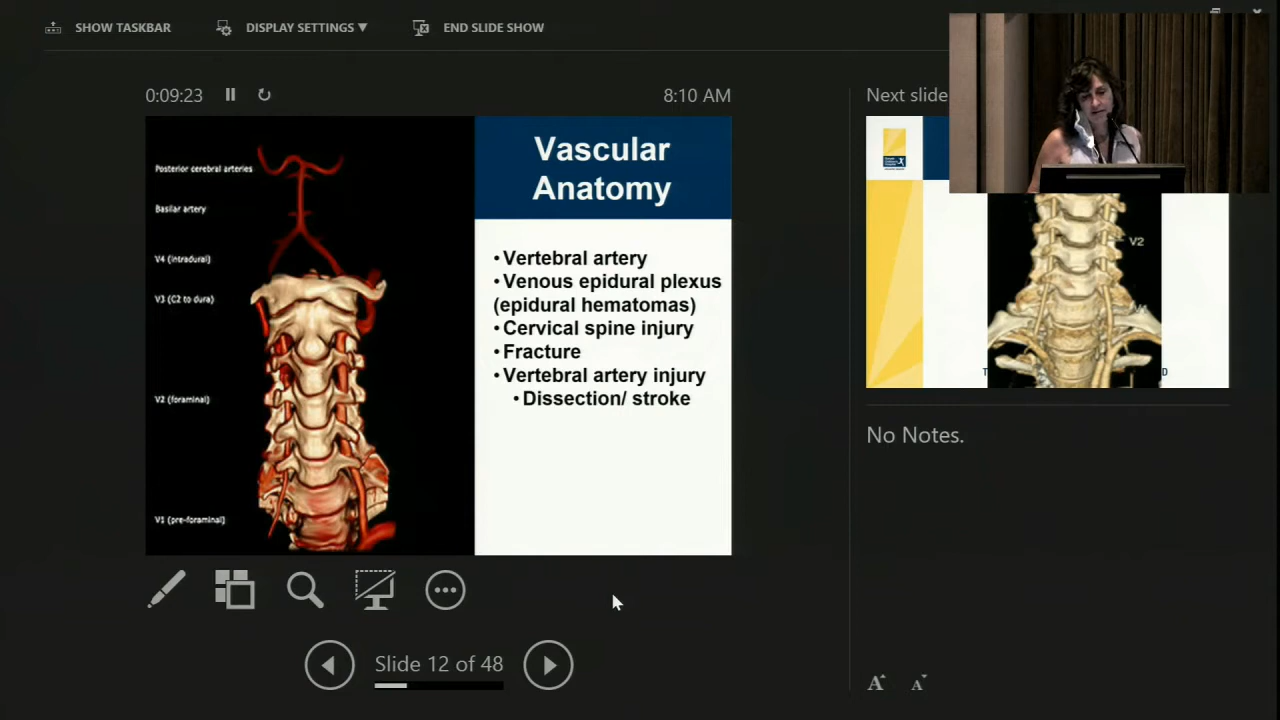 SHOW TASKBAR
DISPLAY SETTINGS ▼
END SLIDE SHOW
0:09:23
8:10 AM
Next slide
Vascular
Anatomy
Posterior cerebral arteries
Basilar artery
V4 (intradural)
V3 (C2 to dura)
V2 (foraminal)
V1 (pre-foraminal)
• Vertebral artery
• Venous epidural plexus
(epidural hematomas)
• Cervical spine injury
• Fracture
• Vertebral artery injury
• Dissection/ stroke
V2
No Notes.
Slide 12 of 48
A
A